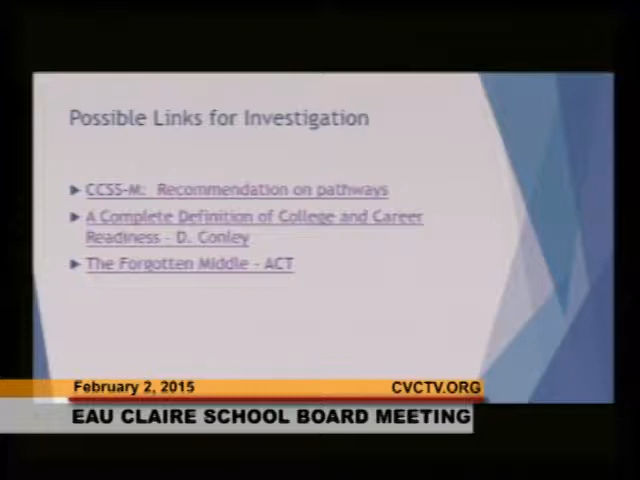 Possible Links for Investigation
CCSS-M: Recommendation on pathways
A Complete Definition of College and Career
Readiness - D. Conley
The Forgotten Middle - ACT
February 2, 2015
CVCTV.ORG
EAU CLAIRE SCHOOL BOARD MEETING